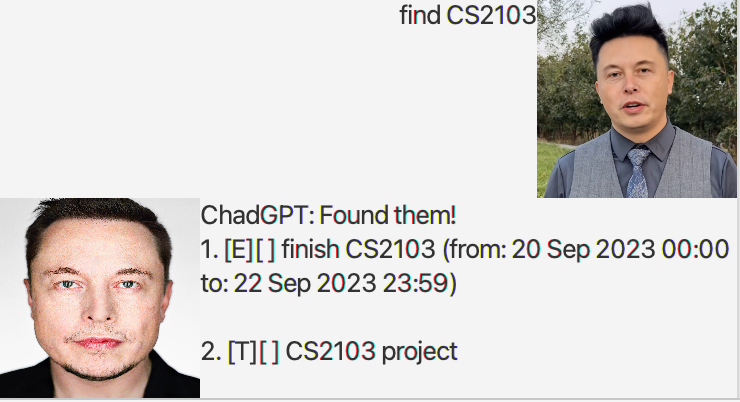 find CS2103
ChadGPT: Found them!
1. [E][ ] finish CS2103 (from: 20 Sep 2023 00:00
to: 22 Sep 2023 23:59)
2. [T][ ] CS2103 project